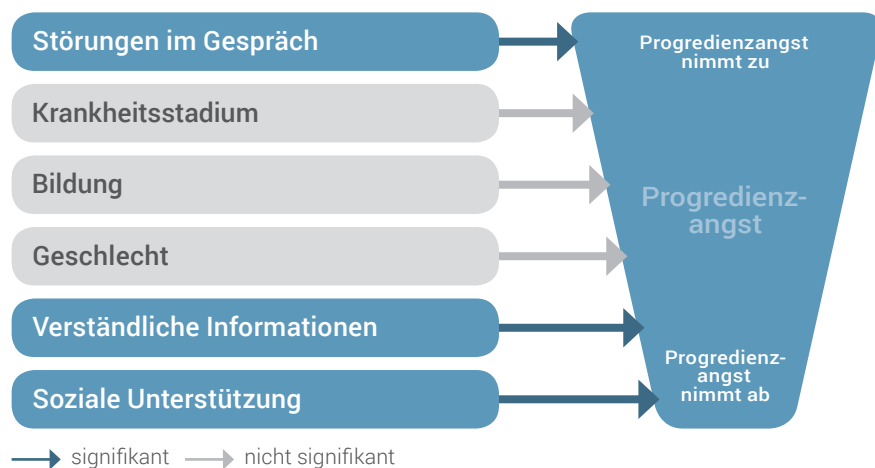 Störungen im Gespräch
Progredienzangst
nimmt zu
Krankheitsstadium
Bildung
Progredienz-
angst
Geschlecht
Verständliche Informationen
Progredienz-
angst
nimmt ab
Soziale Unterstützung
signifikant
nicht signifikant